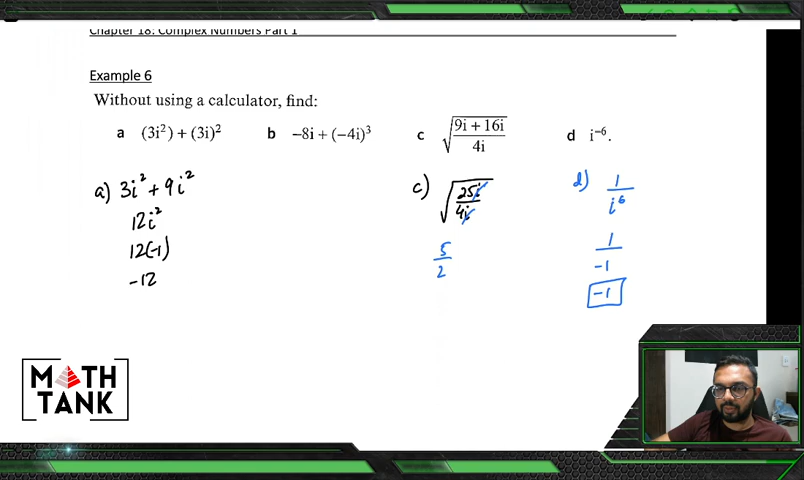 Chapter 18: Complex Numbers Part 1
Example 6
Without using a calculator, find:
a (3i²) + (3i)² b −8i + (−4i)³ c √((9i + 16i)/(4i)) d i⁻⁶.
a) 3i² + 9i²
12i²
12(-1)
-12
c) √(25i/4i)
5/2
d) 1/i⁶
1/-1
-1
MATH
TANK